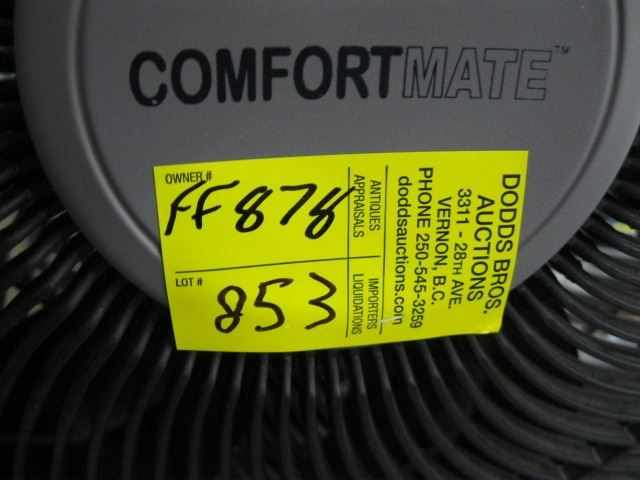 COMFORTMATE™
OWNER #
FF878
LOT #
853
ANTIQUES
APPRAISALS
IMPORTERS
LIQUIDATIONS
DODDS BROS.
AUCTIONS
3311 - 28TH AVE.
VERNON, B.C.
PHONE 250-545-3259
doddsauctions.com